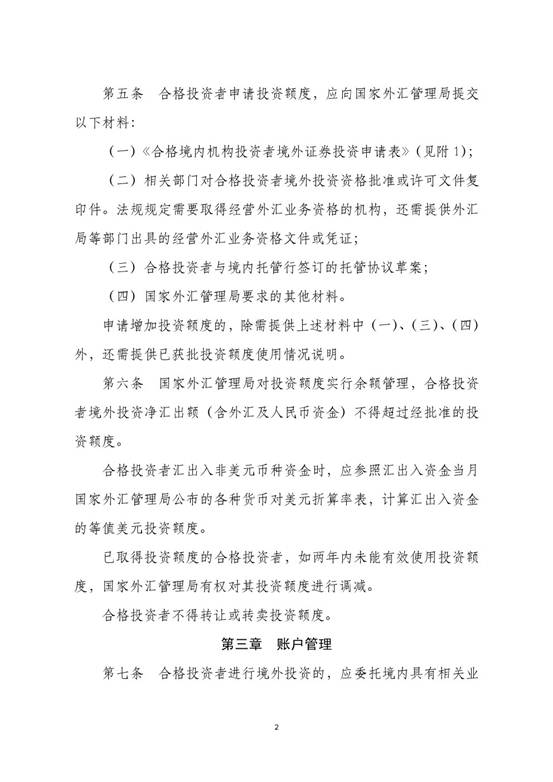 第五条　合格投资者申请投资额度，应向国家外汇管理局提交
以下材料：
（一）《合格境内机构投资者境外证券投资申请表》（见附 1）；
（二）相关部门对合格投资者境外投资资格批准或许可文件复
印件。法规规定需要取得经营外汇业务资格的机构，还需提供外汇
局等部门出具的经营外汇业务资格文件或凭证；
（三）合格投资者与境内托管行签订的托管协议草案；
（四）国家外汇管理局要求的其他材料。
申请增加投资额度的，除需提供上述材料中（一）、（三）、（四）
外，还需提供已获批投资额度使用情况说明。
第六条　国家外汇管理局对投资额度实行余额管理，合格投资
者境外投资净汇出额（含外汇及人民币资金）不得超过经批准的投
资额度。
合格投资者汇出入非美元币种资金时，应参照汇出入资金当月
国家外汇管理局公布的各种货币对美元折算率表，计算汇出入资金
的等值美元投资额度。
已取得投资额度的合格投资者，如两年内未能有效使用投资额
度，国家外汇管理局有权对其投资额度进行调减。
合格投资者不得转让或转卖投资额度。
第三章　账户管理
第七条　合格投资者进行境外投资的，应委托境内具有相关业
2